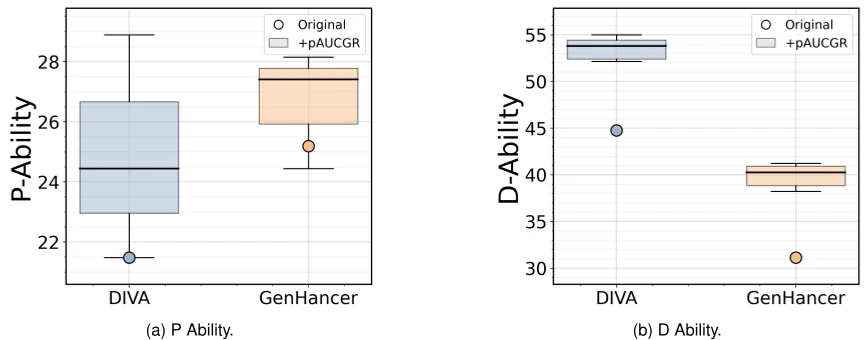 P-Ability
28
26
24
22
Original
+pAUCGR
DIVA
GenHancer
(a) P Ability.
D-Ability
55
50
45
40
35
30
Original
+pAUCGR
DIVA
GenHancer
(b) D Ability.